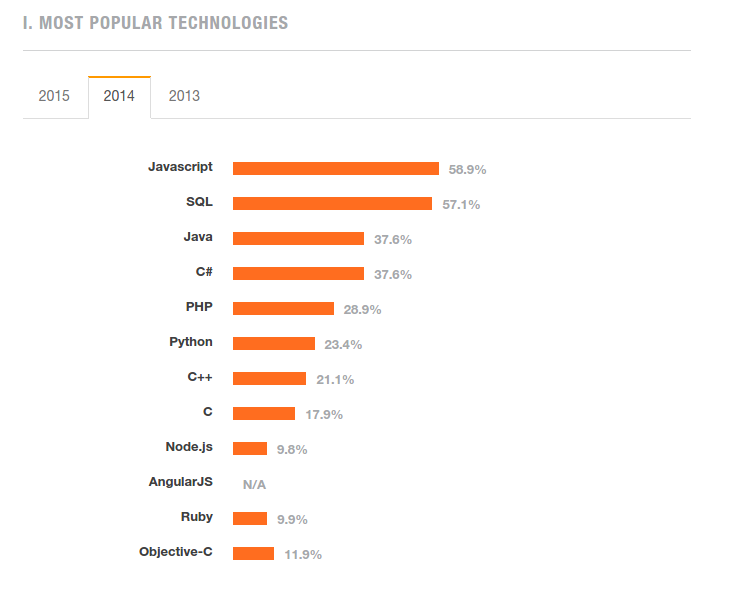 I. MOST POPULAR TECHNOLOGIES
2015 2014 2013
Javascript 58.9%
SQL 57.1%
Java 37.6%
C# 37.6%
PHP 28.9%
Python 23.4%
C++ 21.1%
C 17.9%
Node.js 9.8%
AngularJS N/A
Ruby 9.9%
Objective-C 11.9%